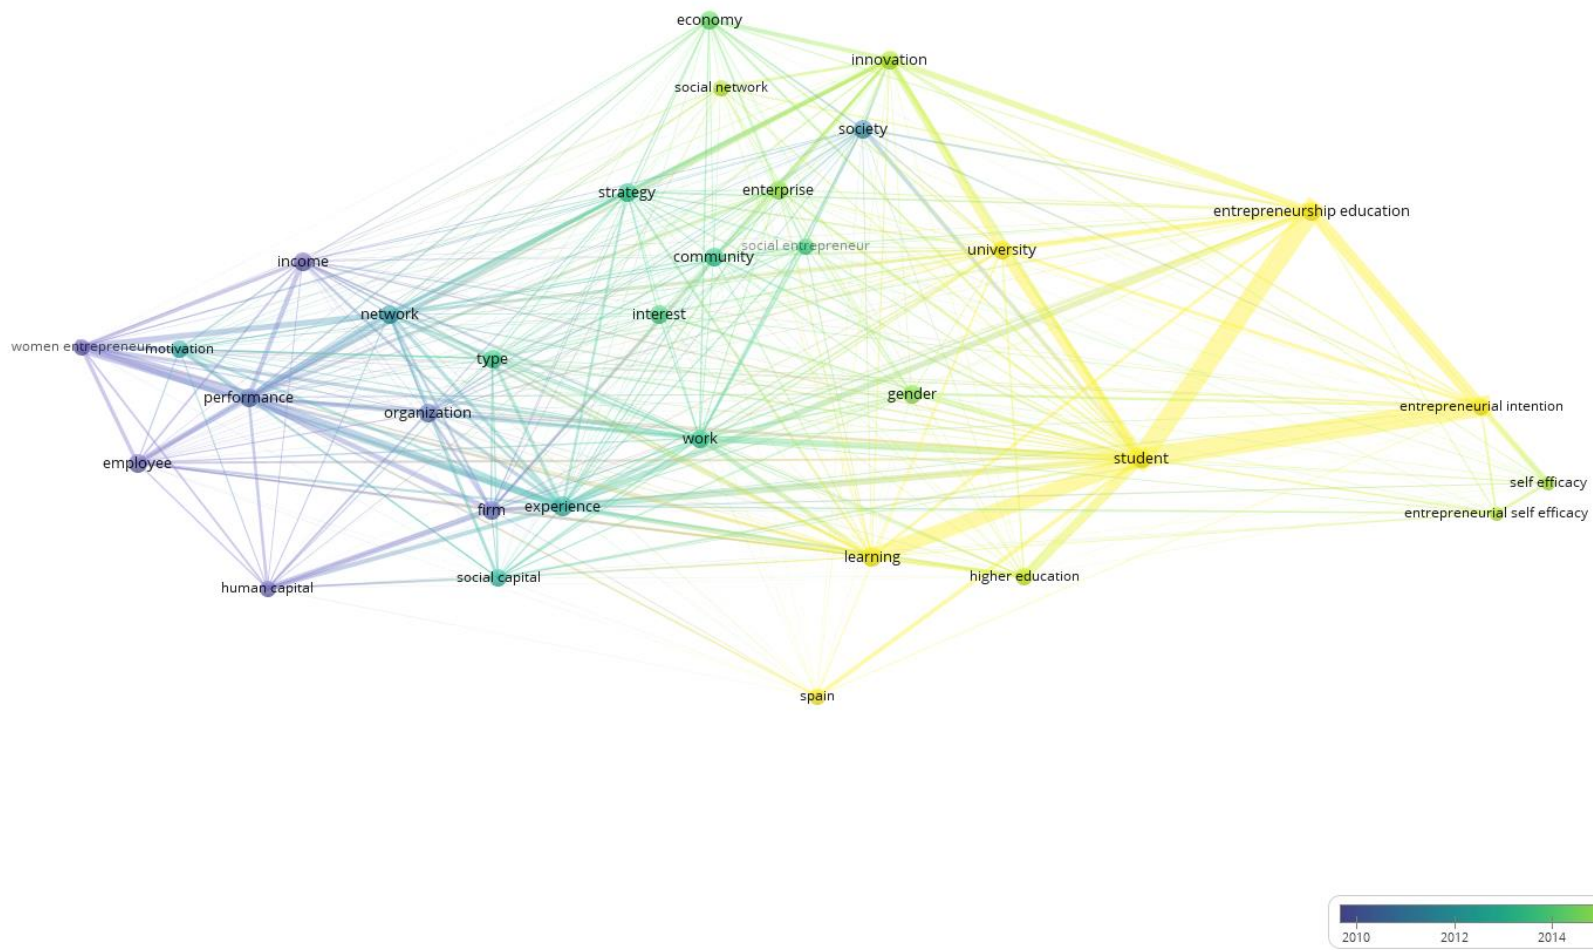 economy
innovation
social network
society
strategy
enterprise
entrepreneurship education
social entrepreneur
university
community
income
network
interest
women entrepreneur
motivation
type
performance
gender
organization
entrepreneurial intention
work
student
employee
self efficacy
firm
experience
entrepreneurial self efficacy
learning
higher education
social capital
human capital
spain
2010
2012
2014